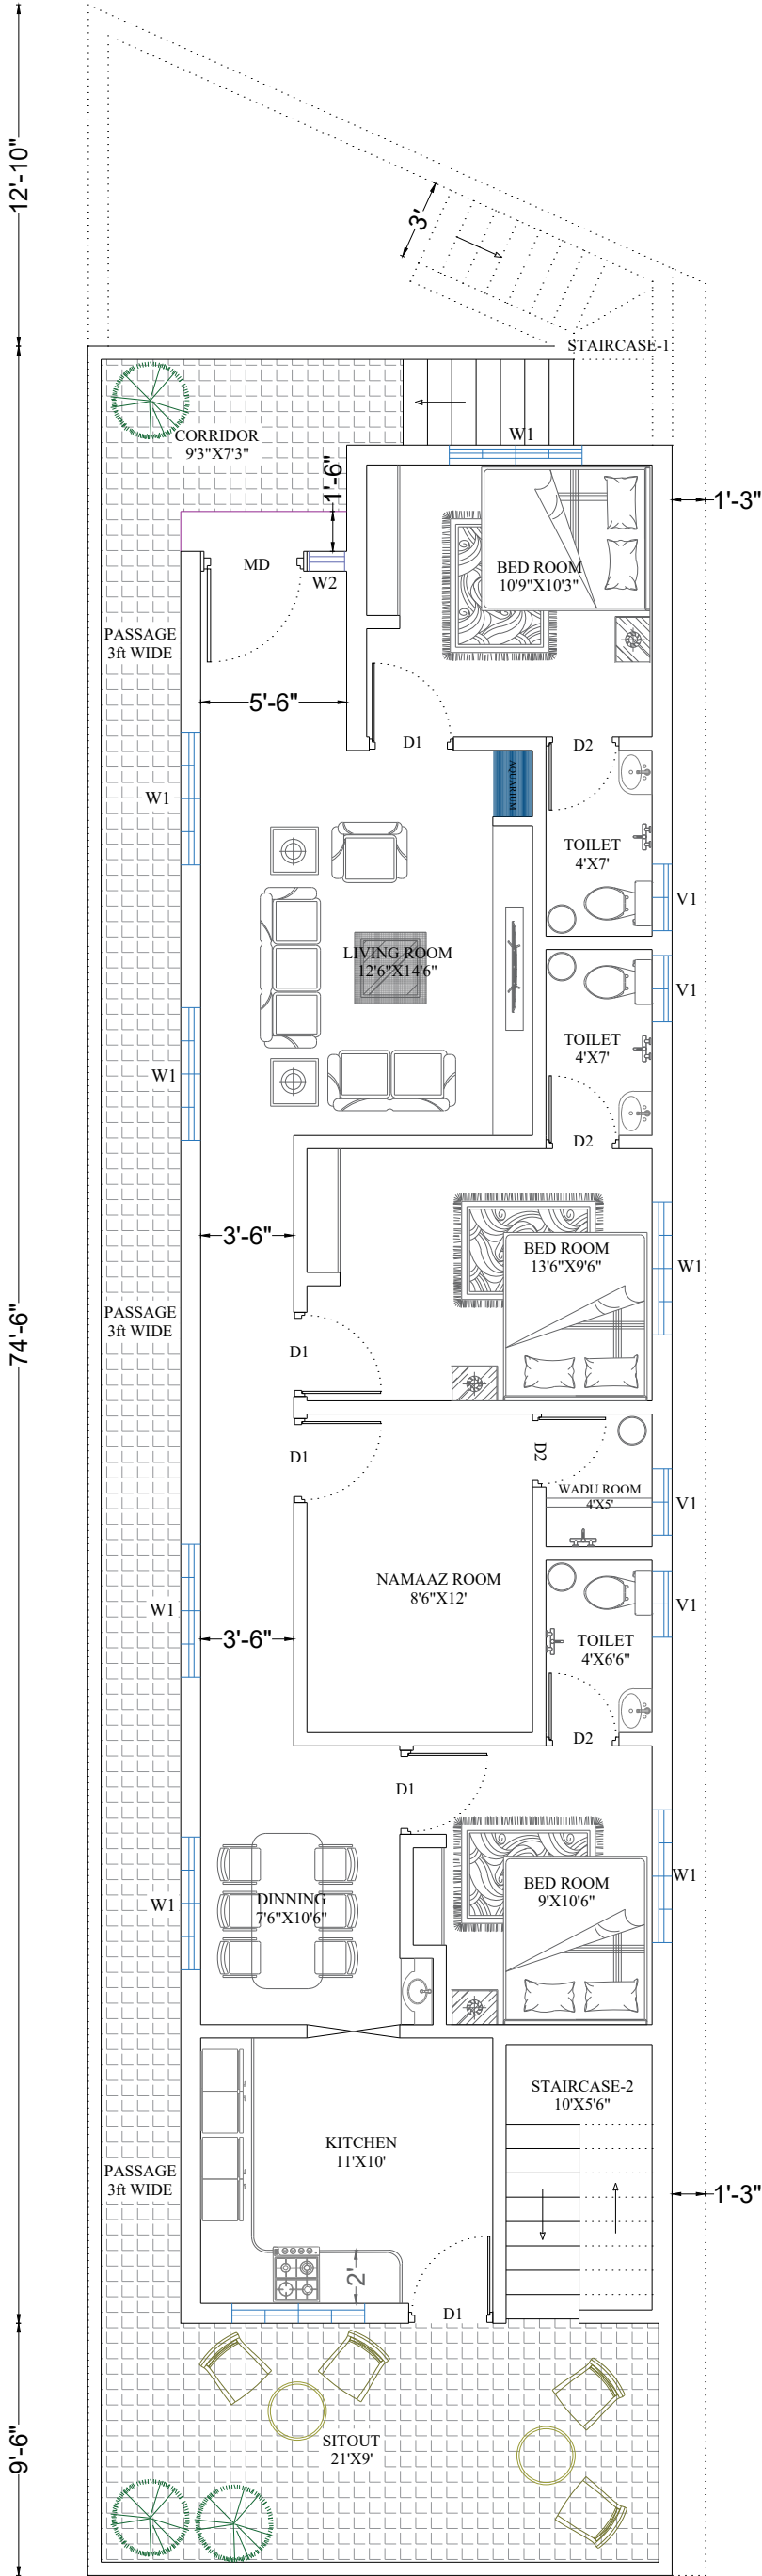 12'-10"
3'
STAIRCASE-1
CORRIDOR
9'3"X7'3"
W1
1'-6"
1'-3"
MD
W2
BED ROOM
10'9"X10'3"
PASSAGE
3ft WIDE
5'-6"
D1
D2
W1
AQUARIUM
TOILET
4'X7'
V1
LIVING ROOM
12'6"X14'6"
V1
TOILET
4'X7'
W1
D2
3'-6"
BED ROOM
13'6"X9'6"
W1
PASSAGE
3ft WIDE
74'-6"
D1
D1
D2
WADU ROOM
4'X5'
V1
NAMAAZ ROOM
8'6"X12'
W1
V1
3'-6"
TOILET
4'X6'6"
D2
D1
BED ROOM
9'X10'6"
W1
W1
DINNING
7'6"X10'6"
STAIRCASE-2
10'X5'6"
KITCHEN
11'X10'
PASSAGE
3ft WIDE
1'-3"
2'
D1
SITOUT
21'X9'
9'-6"